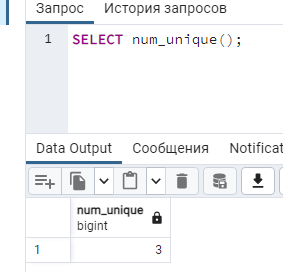 Запрос История запросов
1 SELECT num_unique();
Data Output Сообщения Notificat
num_unique
bigint
1 3